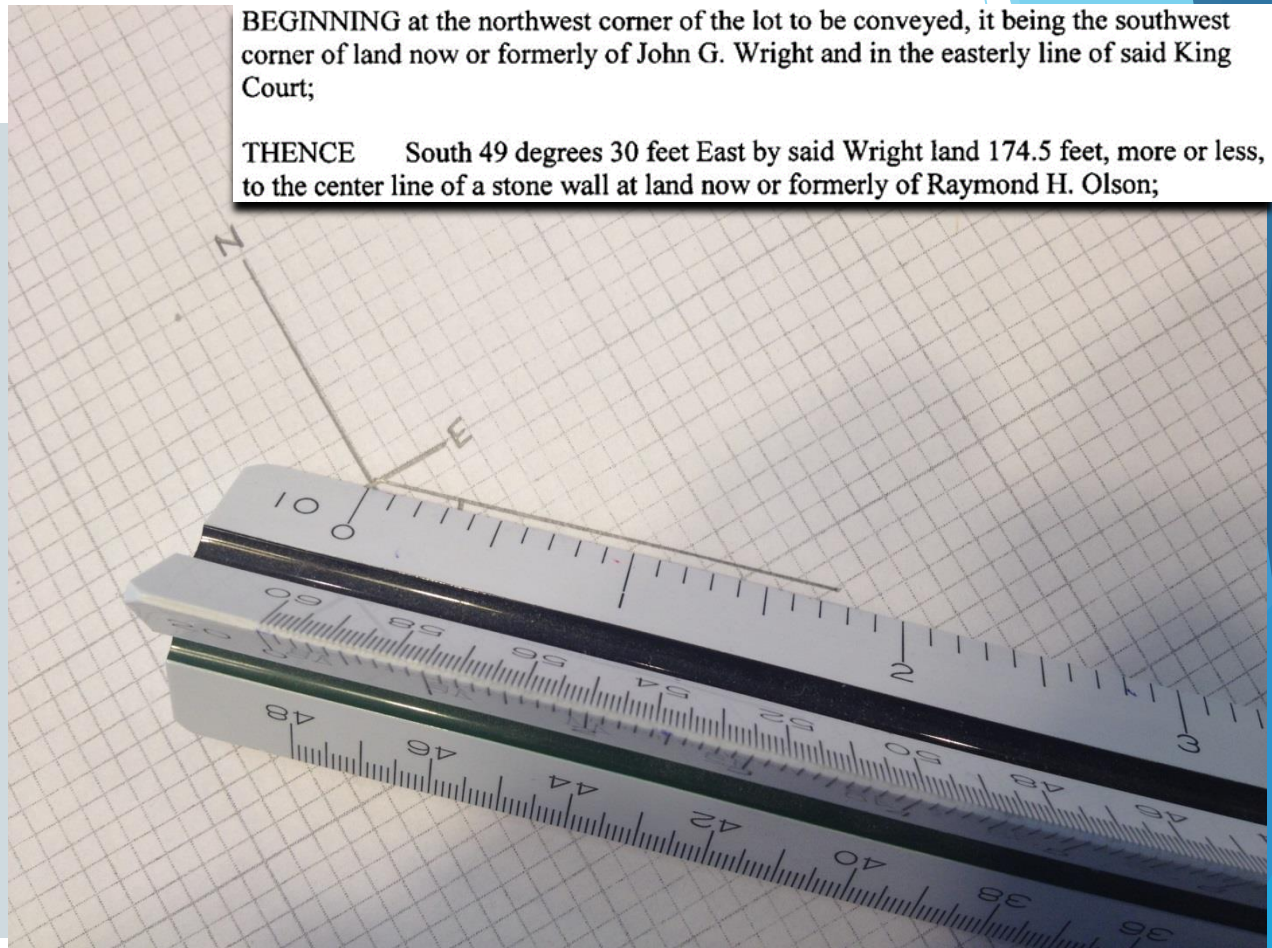 BEGINNING at the northwest corner of the lot to be conveyed, it being the southwest
corner of land now or formerly of John G. Wright and in the easterly line of said King
Court;
THENCE South 49 degrees 30 feet East by said Wright land 174.5 feet, more or less,
to the center line of a stone wall at land now or formerly of Raymond H. Olson;
N
E
10
0
2
3
60
58
56
54
52
50
48
46
20
48
46
44
42
40
38
36